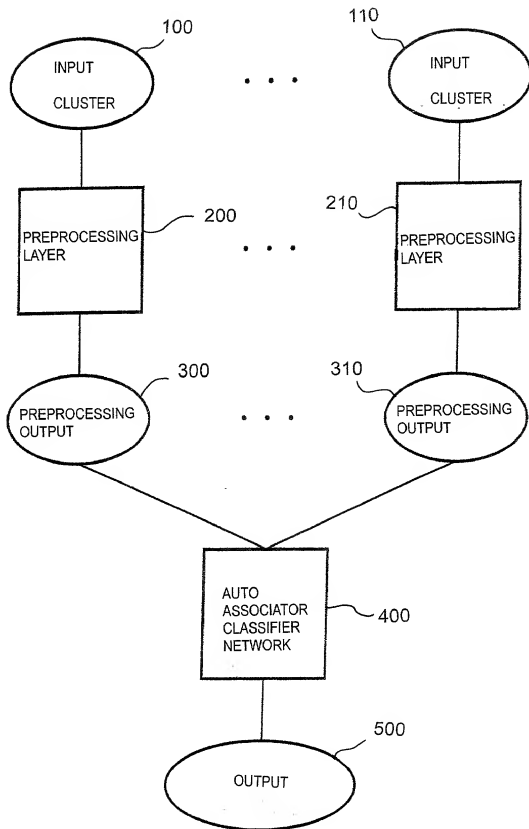 100
110
INPUT
CLUSTER
. . .
INPUT
CLUSTER
200
210
PREPROCESSING
LAYER
. . .
PREPROCESSING
LAYER
300
310
PREPROCESSING
OUTPUT
. . .
PREPROCESSING
OUTPUT
AUTO
ASSOCIATOR
CLASSIFIER
NETWORK
400
500
OUTPUT